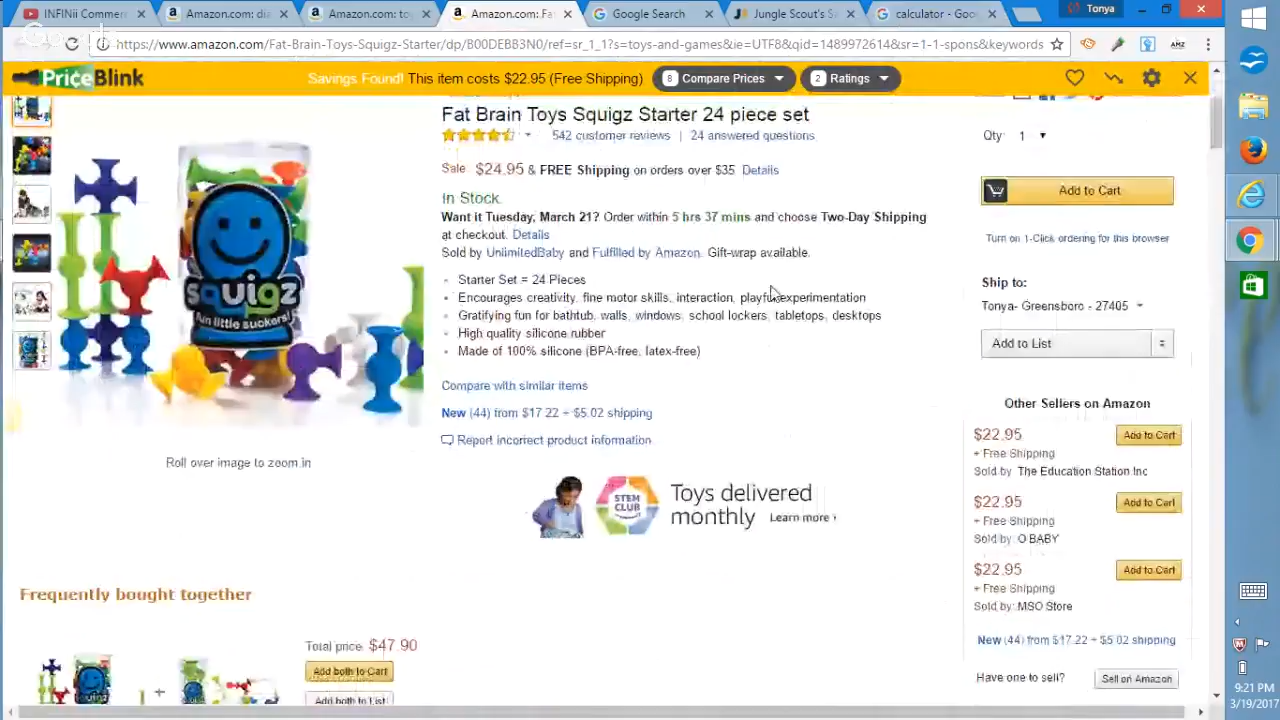 INFINii Commer
Amazon.com: dia
Amazon.com: toy
Amazon.com: Fat
Google Search
Jungle Scout's SA
calculator - Goo
Tonya
https://www.amazon.com/Fat-Brain-Toys-Squigz-Starter/dp/B00DEBB3N0/ref=sr_1_1?s=toys-and-games&ie=UTF8&qid=1489972614&sr=1-1-spons&keywords
AMZ
PriceBlink
Savings Found! This item costs $22.95 (Free Shipping)
8 Compare Prices
2 Ratings
Fat Brain Toys Squigz Starter 24 piece set
542 customer reviews | 24 answered questions
Sale $24.95 & FREE Shipping on orders over $35. Details
In Stock.
Want it Tuesday, March 21? Order within 5 hrs 37 mins and choose Two-Day Shipping
at checkout. Details
Sold by UnlimitedBaby and Fulfilled by Amazon. Gift-wrap available.
Starter Set = 24 Pieces
Encourages creativity, fine motor skills, interaction, playful experimentation
Gratifying fun for bathtub, walls, windows, school lockers, tabletops, desktops
High quality silicone rubber
Made of 100% silicone (BPA-free, latex-free)
Compare with similar items
New (44) from $17.22 + $5.02 shipping
Report incorrect product information
squigz
fun little suckers!
Roll over image to zoom in
STEM
CLUB
Toys delivered
monthly Learn more ›
Frequently bought together
Total price: $47.90
Add both to Cart
Add both to List
Qty: 1
Add to Cart
Turn on 1-Click ordering for this browser
Ship to:
Tonya- Greensboro - 27405
Add to List
Other Sellers on Amazon
$22.95
Add to Cart
+ Free Shipping
Sold by: The Education Station Inc
$22.95
Add to Cart
+ Free Shipping
Sold by: O BABY
$22.95
Add to Cart
+ Free Shipping
Sold by: MSO Store
New (44) from $17.22 + $5.02 shipping
Have one to sell?
Sell on Amazon
9:21 PM
3/19/2017